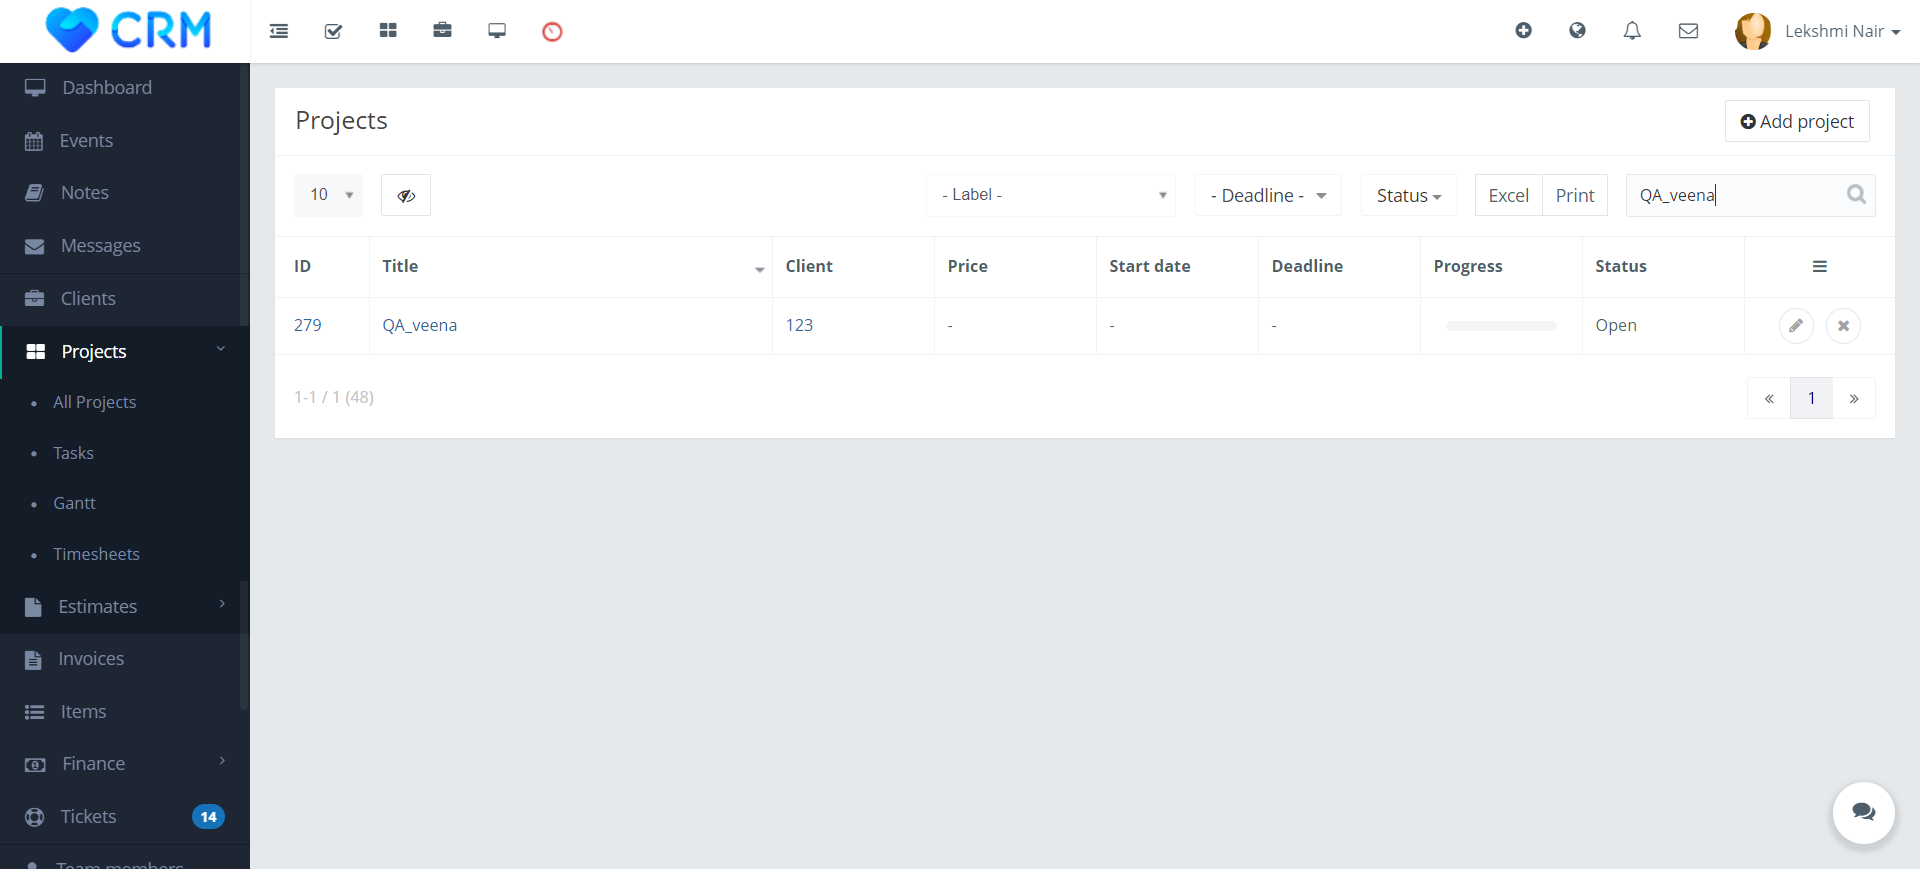 CRM
Lekshmi Nair
Dashboard
Events
Notes
Messages
Clients
Projects
All Projects
Tasks
Gantt
Timesheets
Estimates
Invoices
Items
Finance
Tickets 14
Team members
Projects
Add project
10
- Label -
- Deadline -
Status
Excel
Print
QA_veena
ID Title Client Price Start date Deadline Progress Status
279 QA_veena 123 - - - Open
1-1 / 1 (48)
« 1 »